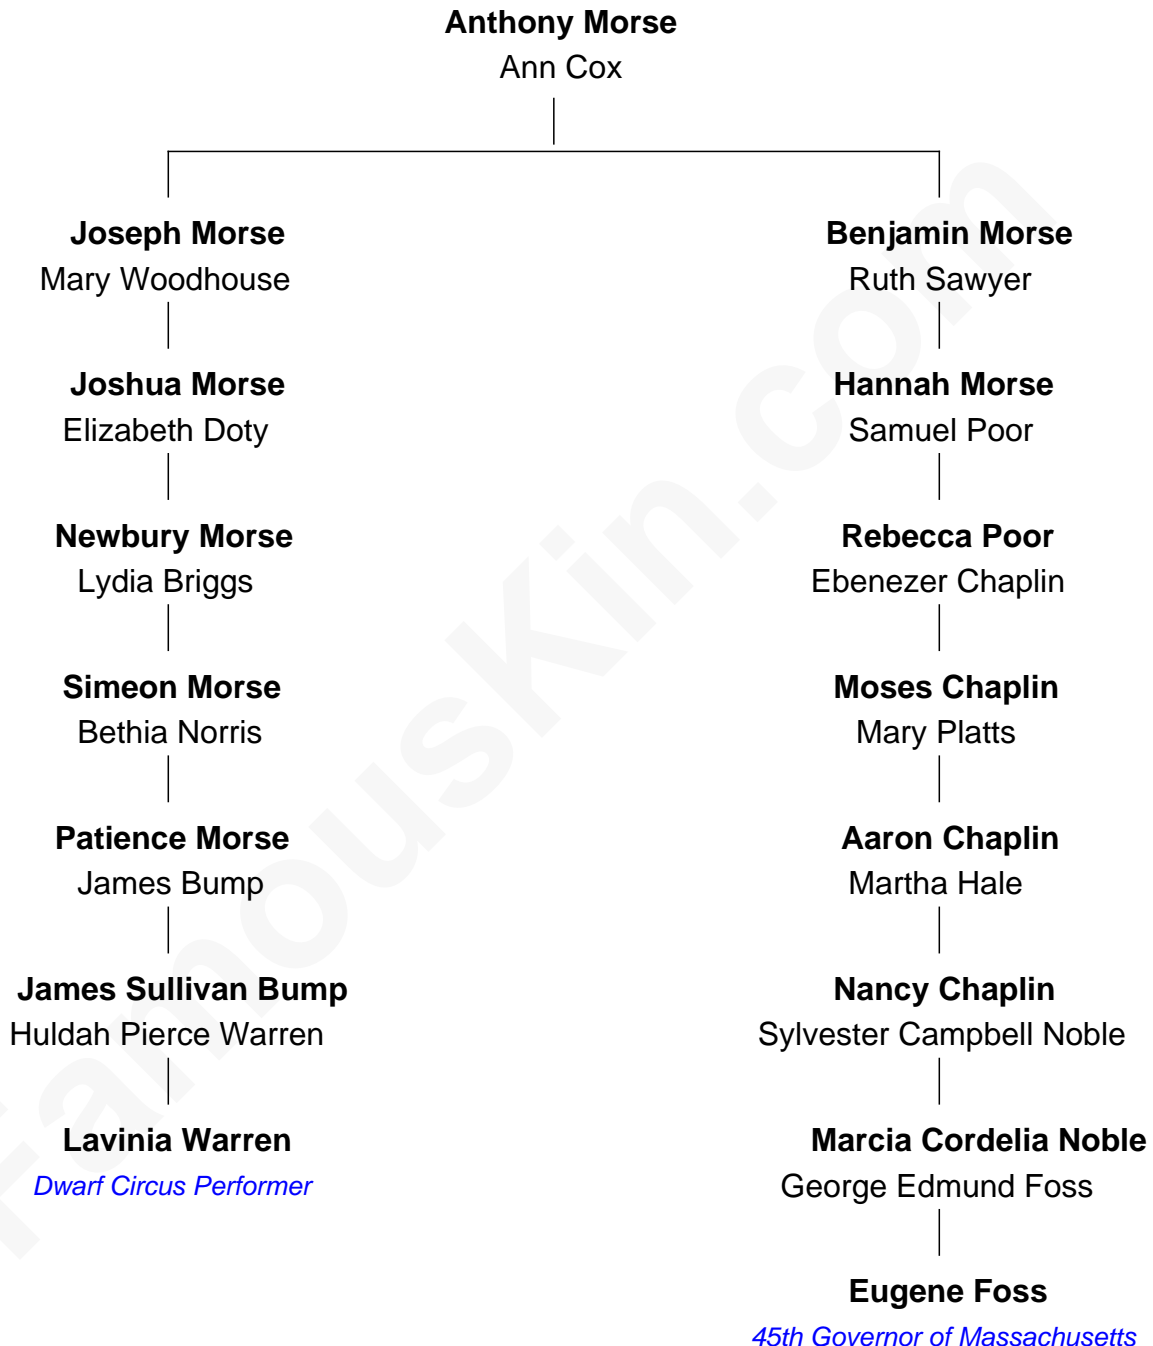 Anthony Morse
Ann Cox
Joseph Morse
Mary Woodhouse
Benjamin Morse
Ruth Sawyer
Joshua Morse
Elizabeth Doty
Hannah Morse
Samuel Poor
Newbury Morse
Lydia Briggs
Rebecca Poor
Ebenezer Chaplin
Simeon Morse
Bethia Norris
Moses Chaplin
Mary Platts
Patience Morse
James Bump
Aaron Chaplin
Martha Hale
James Sullivan Bump
Huldah Pierce Warren
Nancy Chaplin
Sylvester Campbell Noble
Lavinia Warren
Dwarf Circus Performer
Marcia Cordelia Noble
George Edmund Foss
Eugene Foss
45th Governor of Massachusetts
FamousKin.com